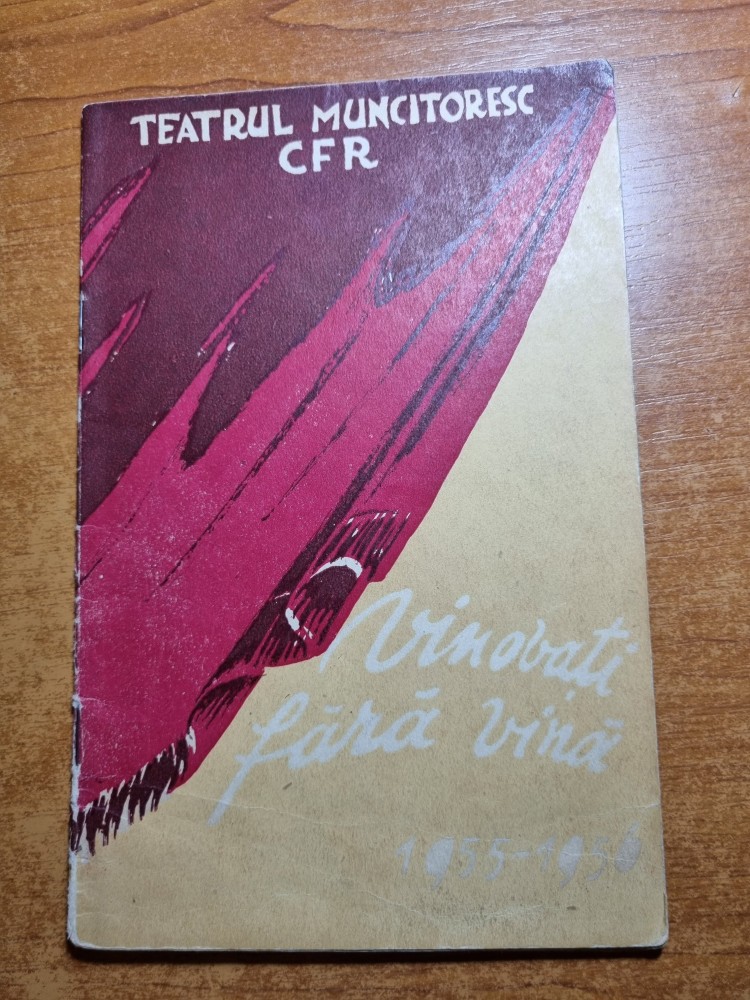 TEATRUL MUNCITORESC
CFR
Vinovați
fără vină
1955-1956